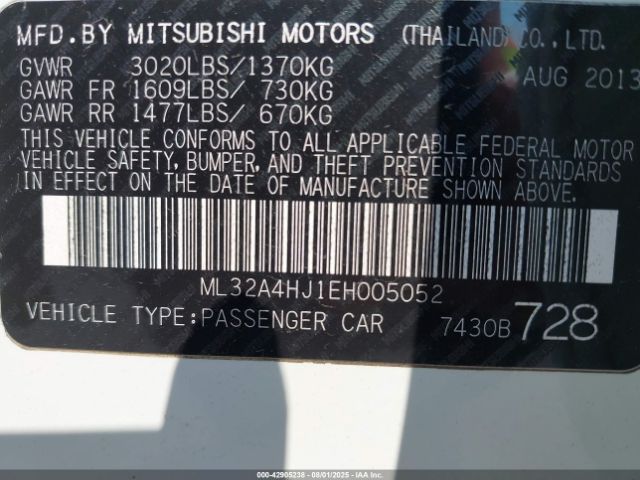 MFD.BY MITSUBISHI MOTORS (THAILAND)CO.,LTD.
GVWR 3020LBS/1370KG AUG 2013
GAWR FR 1609LBS/ 730KG
GAWR RR 1477LBS/ 670KG
THIS VEHICLE CONFORMS TO ALL APPLICABLE FEDERAL MOTOR
VEHICLE SAFETY, BUMPER, AND THEFT PREVENTION STANDARDS
IN EFFECT ON THE DATE OF MANUFACTURE SHOWN ABOVE.
ML32A4HJ1EH005052
VEHICLE TYPE:PASSENGER CAR 7430B 728
000-42905238 - 08/01/2025 - IAA